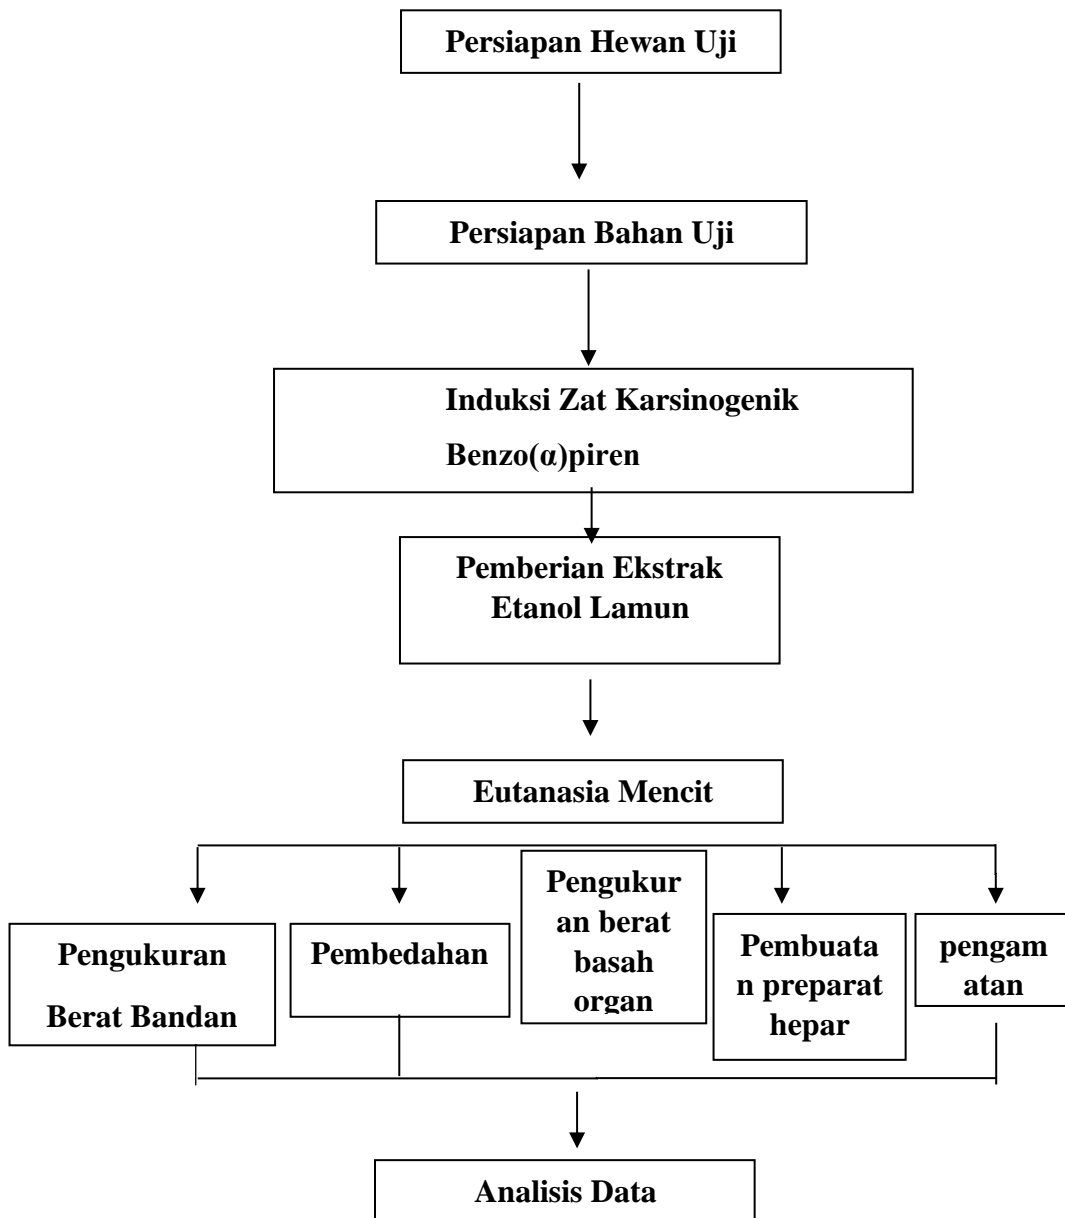 Persiapan Hewan Uji
Persiapan Bahan Uji
Induksi Zat Karsinogenik
Benzo(α)piren
Pemberian Ekstrak
Etanol Lamun
Eutanasia Mencit
Pengukuran
Berat Bandan
Pembedahan
Pengukur
an berat
basah
organ
Pembuata
n preparat
hepar
pengam
atan
Analisis Data